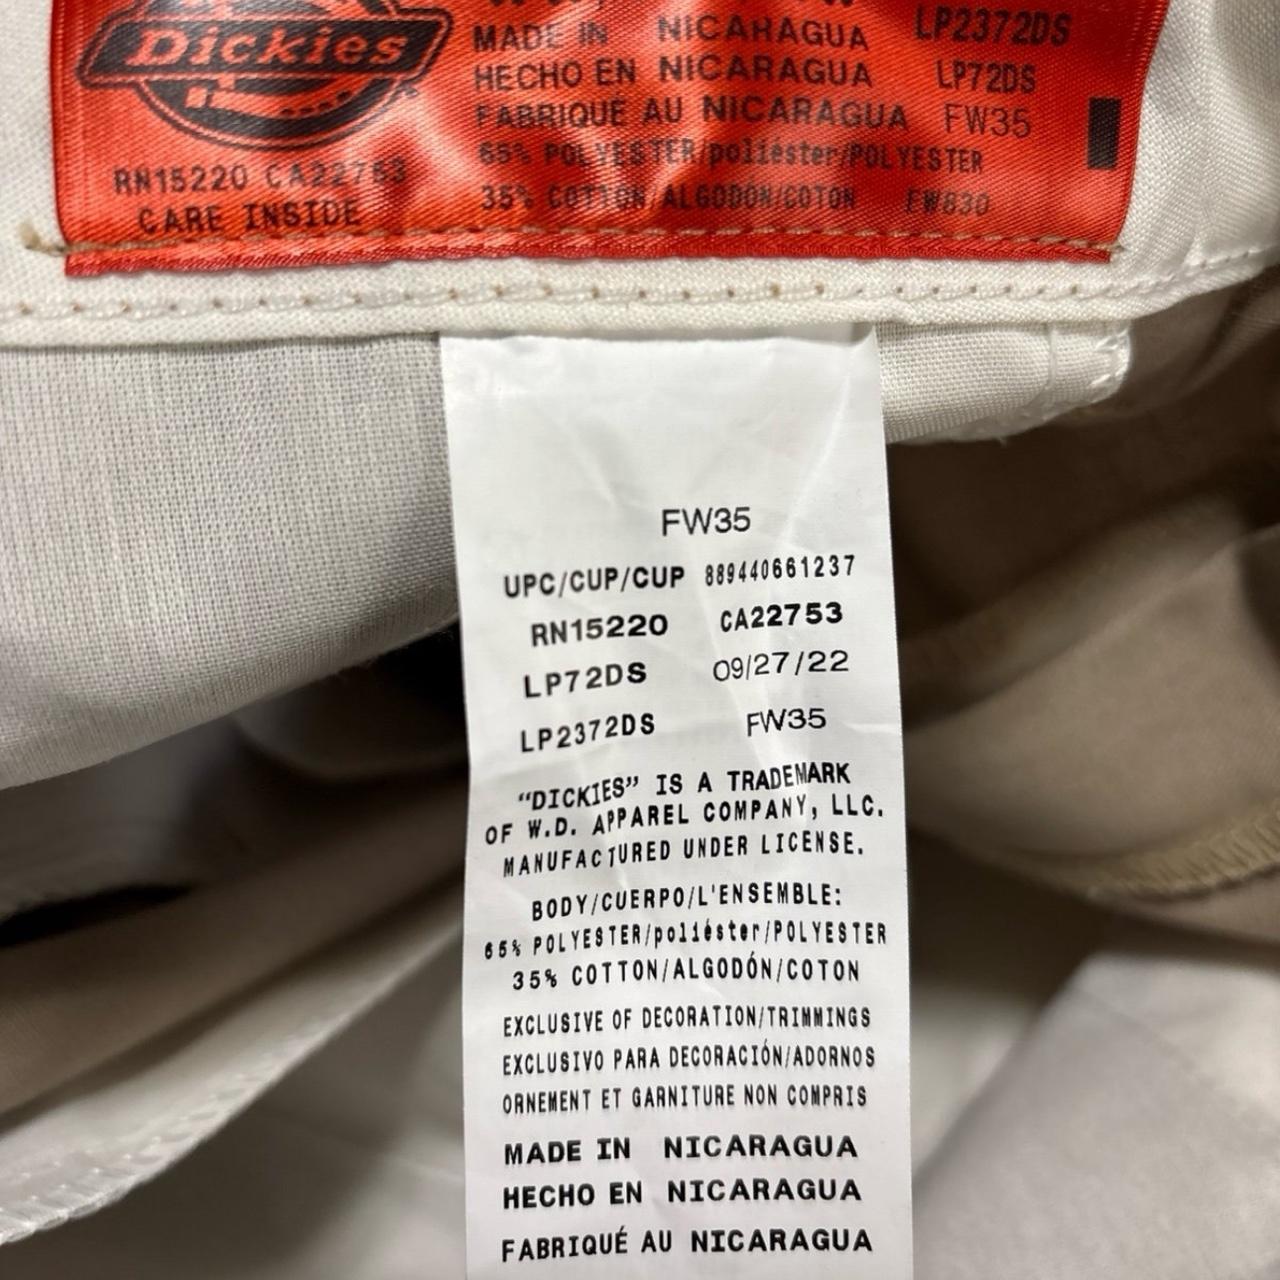 Dickies
MADE IN NICARAGUA LP2372DS
HECHO EN NICARAGUA LP72DS
FABRIQUÉ AU NICARAGUA FW35
65% POLYESTER/poliéster/POLYESTER
RN15220 CA22753
35% COTTON/ALGODÓN/COTON FW830
CARE INSIDE
FW35
UPC/CUP/CUP 889440661237
RN15220 CA22753
LP72DS 09/27/22
LP2372DS FW35
“DICKIES” IS A TRADEMARK
OF W.D. APPAREL COMPANY, LLC.
MANUFACTURED UNDER LICENSE.
BODY/CUERPO/L'ENSEMBLE:
65% POLYESTER/poliéster/POLYESTER
35% COTTON/ALGODÓN/COTON
EXCLUSIVE OF DECORATION/TRIMMINGS
EXCLUSIVO PARA DECORACIÓN/ADORNOS
ORNEMENT ET GARNITURE NON COMPRIS
MADE IN NICARAGUA
HECHO EN NICARAGUA
FABRIQUÉ AU NICARAGUA